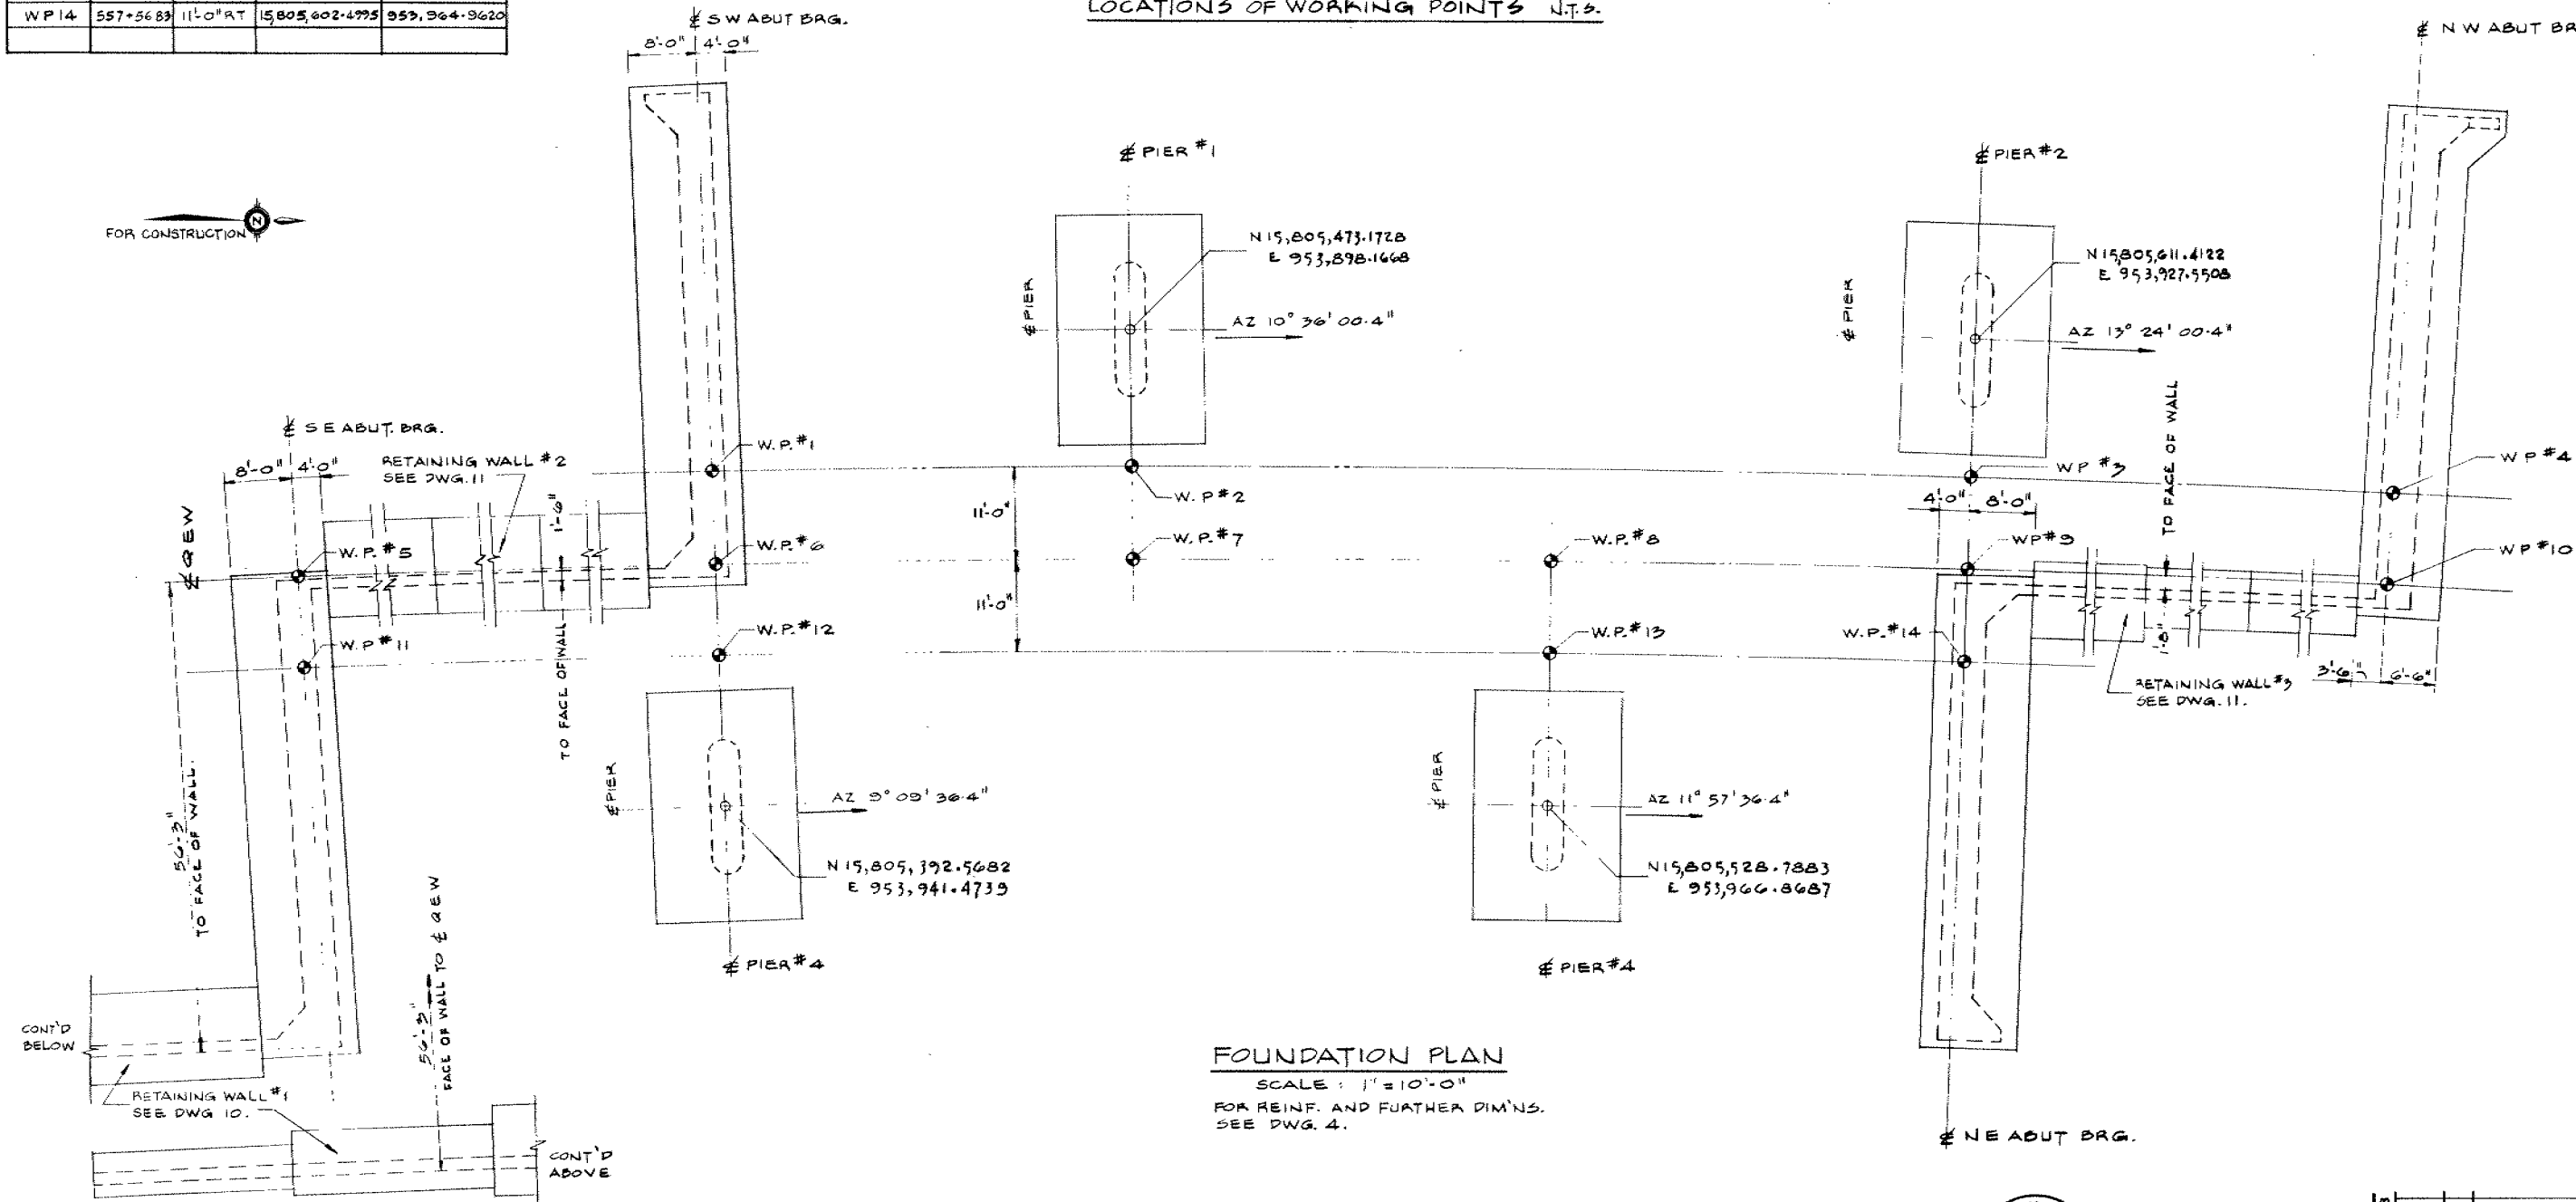 WP14 557+5683 11'-0" RT 15,805,602.4995 953,964.9620
LOCATIONS OF WORKING POINTS N.T.S.
℄ S W ABUT BRG.
8'-0" 4'-0"
℄ N W ABUT BR
℄ PIER #1
℄ PIER #2
FOR CONSTRUCTION
N
N 15,805,473.1728
E 953,898.1668
℄ PIER
AZ 10° 36' 00.4"
N 15,805,611.4122
E 953,927.5508
℄ PIER
AZ 13° 24' 00.4"
℄ S E ABUT. BRG.
8'-0" 4'-0"
RETAINING WALL #2
SEE DWG. 11
1'-6"
TO FACE OF WALL
W.P. #1
W.P #2
WP #3
WP #4
℄ QEW
W.P. #5
W.P. #6
W.P. #7
W.P. #8
4'-0" 8'-0"
WP #9
WP #10
11'-0"
11'-0"
TO FACE OF WALL
W.P #11
W.P. #12
W.P. #13
W.P. #14
RETAINING WALL #3
SEE DWG. 11.
3'-6" 6'-6"
56'-3"
TO FACE OF WALL.
℄ PIER
AZ 9° 09' 36.4"
N 15,805,392.5682
E 953,941.4739
℄ PIER #4
℄ PIER
AZ 11° 57' 36.4"
N 15,805,528.7883
E 953,966.8687
℄ PIER #4
56'-3"
FACE OF WALL TO ℄ QEW
CONT'D
BELOW
RETAINING WALL #1
SEE DWG 10.
CONT'D
ABOVE
FOUNDATION PLAN
SCALE : 1" = 10'-0"
FOR REINF. AND FURTHER DIM'NS.
SEE DWG. 4.
℄ N E ABUT BRG.